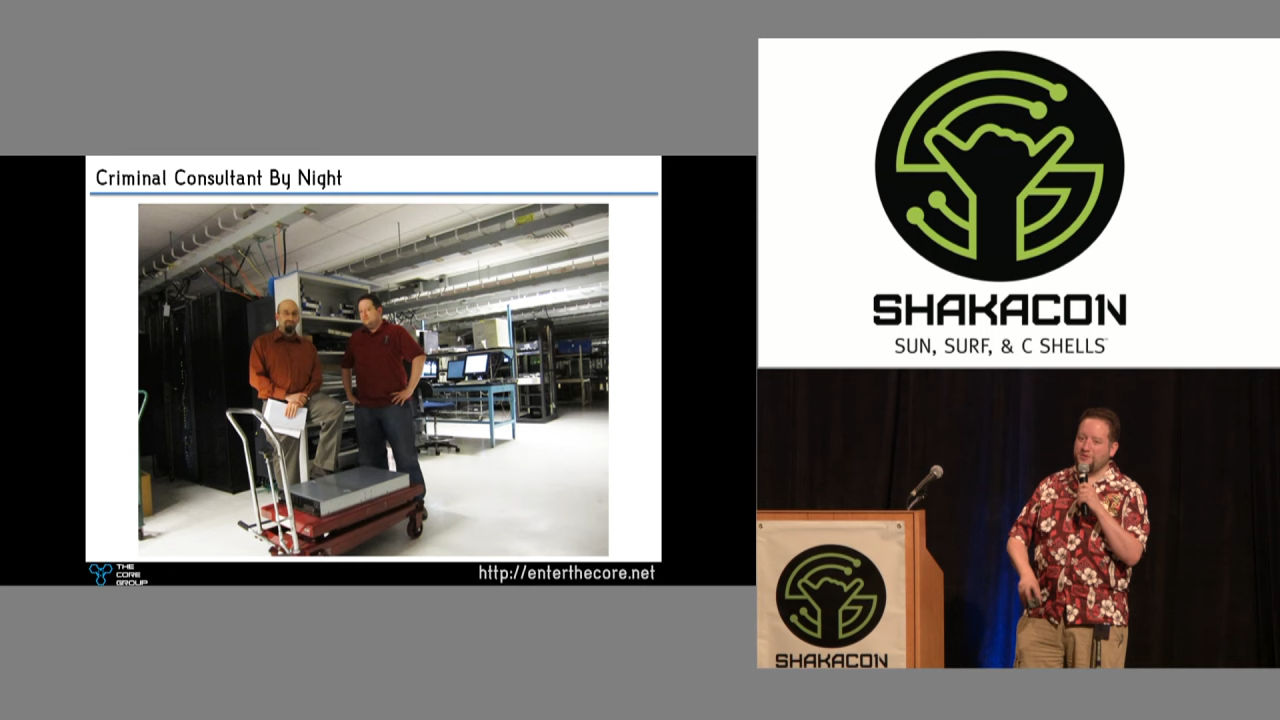 Criminal Consultant By Night
THE
CORE
GROUP
http://enterthecore.net
SHAKACON
SUN, SURF, & C SHELLS
SHAKACON